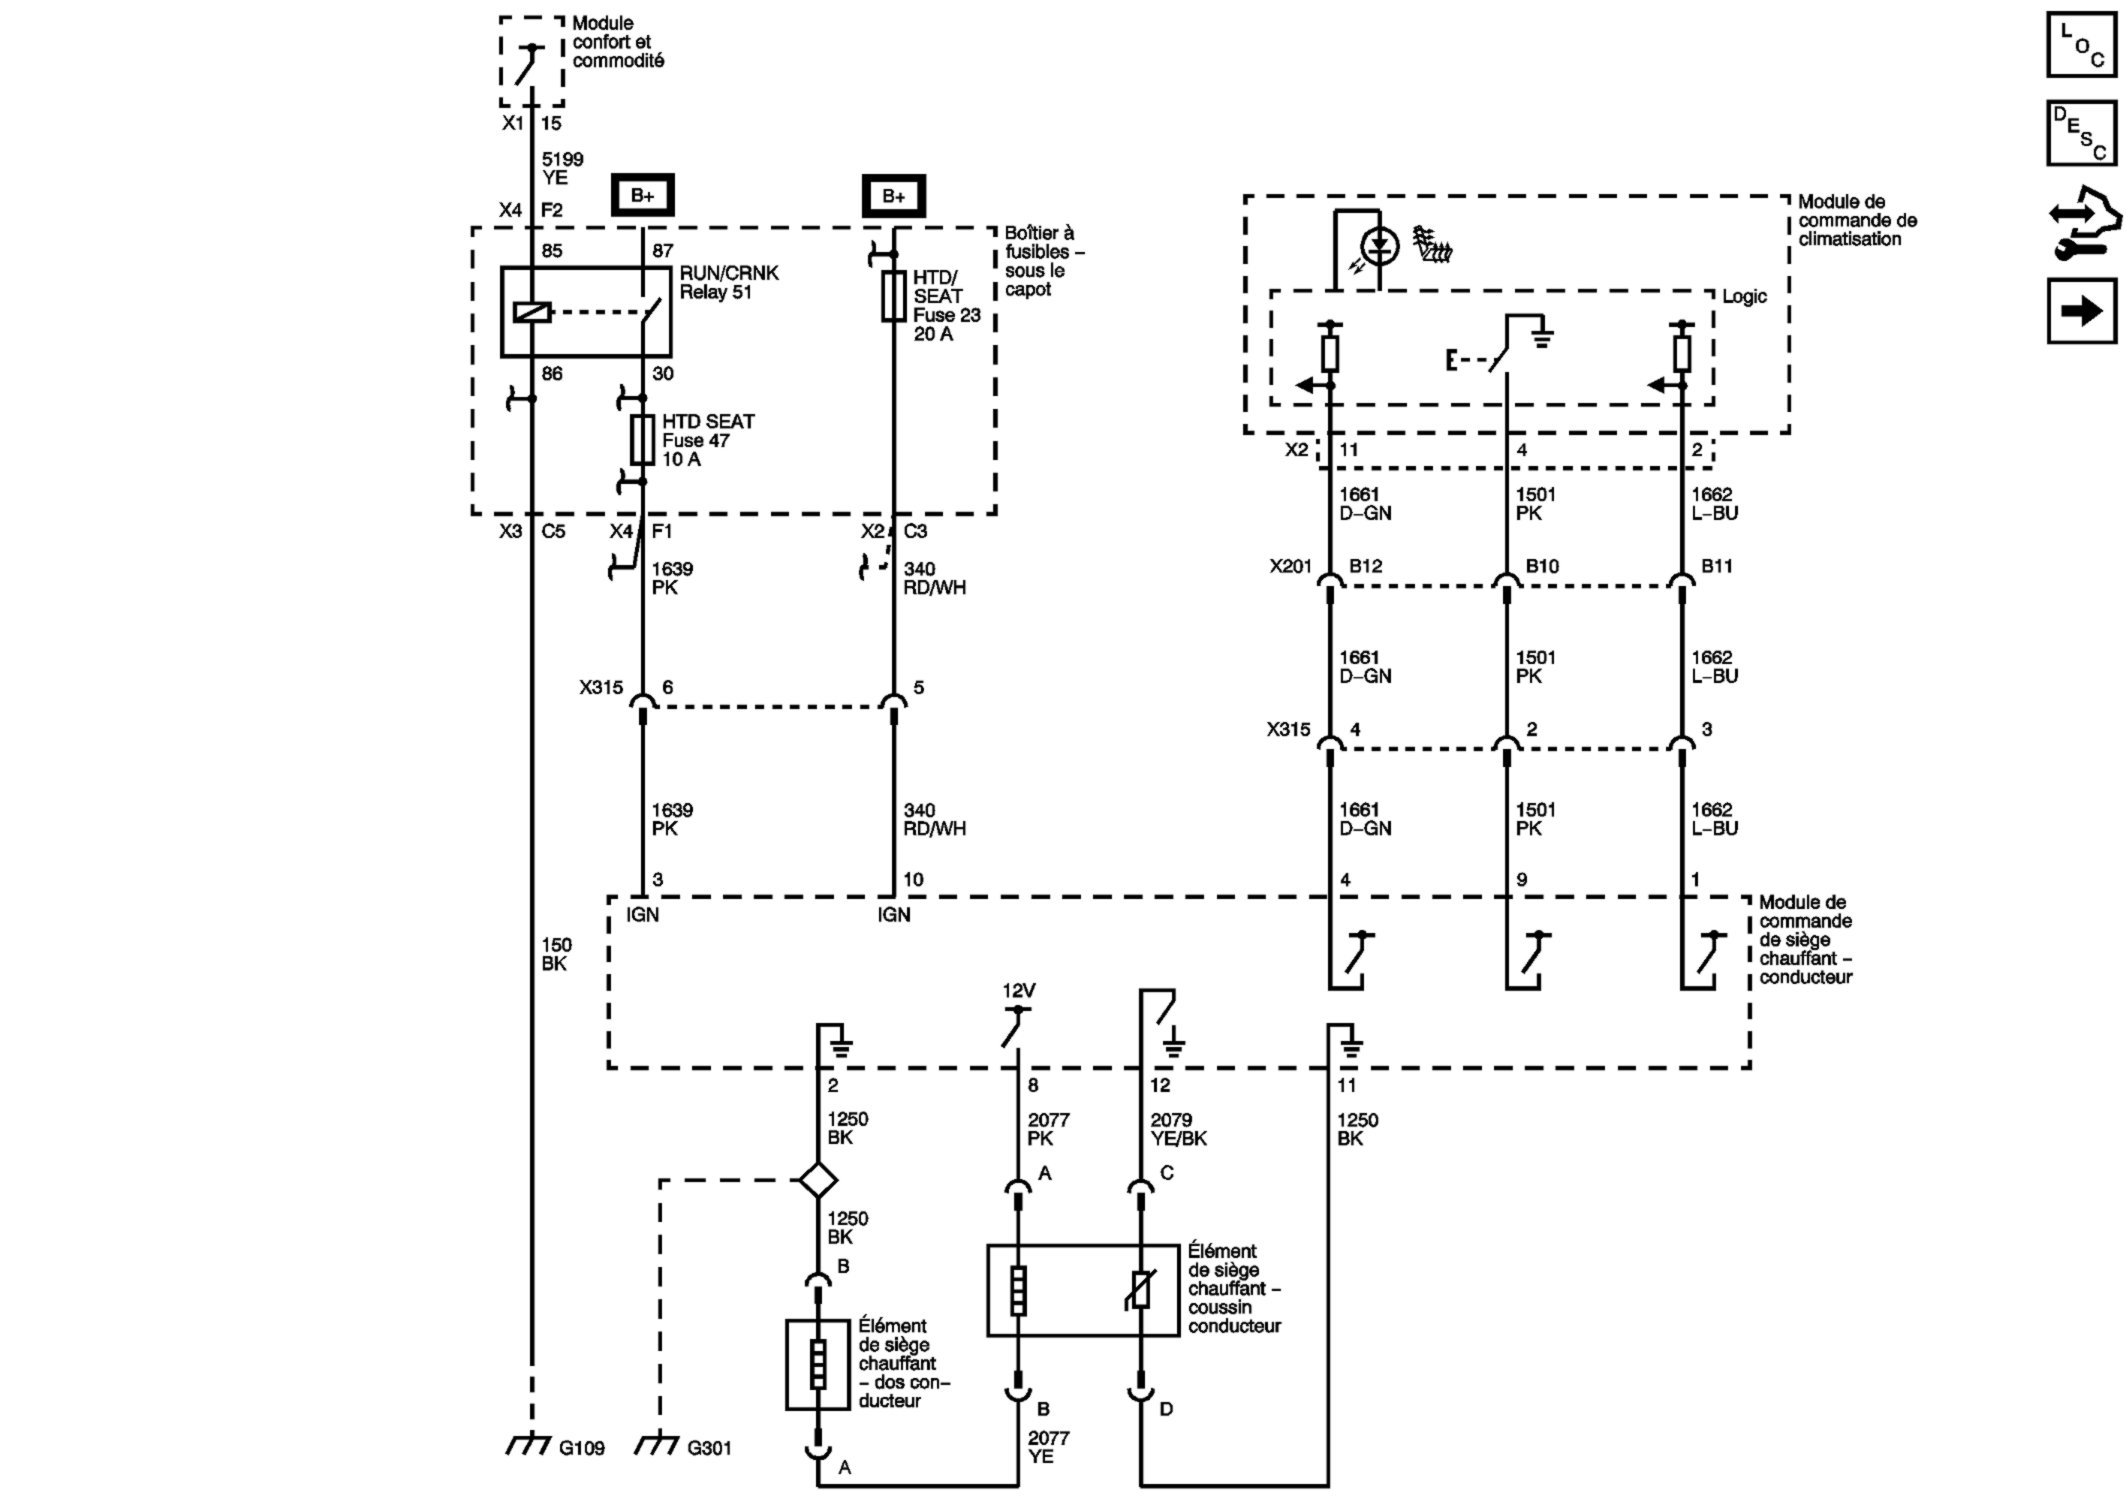 Module
confort et
commodité
X1 15
5199
YE
X4 F2
B+
B+
85
87
RUN/CRNK
Relay 51
86
30
HTD SEAT
Fuse 47
10 A
HTD/
SEAT
Fuse 23
20 A
Boîtier à
fusibles –
sous le
capot
X3 C5
X4 F1
X2 C3
1639
PK
340
RD/WH
X315 6
5
1639
PK
340
RD/WH
3
10
IGN
IGN
150
BK
Module de
commande de
climatisation
Logic
X2 11
4
2
1661
D–GN
1501
PK
1662
L–BU
X201 B12
B10
B11
1661
D–GN
1501
PK
1662
L–BU
X315 4
2
3
1661
D–GN
1501
PK
1662
L–BU
4
9
1
Module de
commande
de siège
chauffant –
conducteur
12V
2
8
12
11
1250
BK
2077
PK
2079
YE/BK
1250
BK
A
C
1250
BK
B
Élément
de siège
chauffant
– dos con–
ducteur
Élément
de siège
chauffant –
coussin
conducteur
B
D
2077
YE
A
G109
G301
L
O
C
D
E
S
C